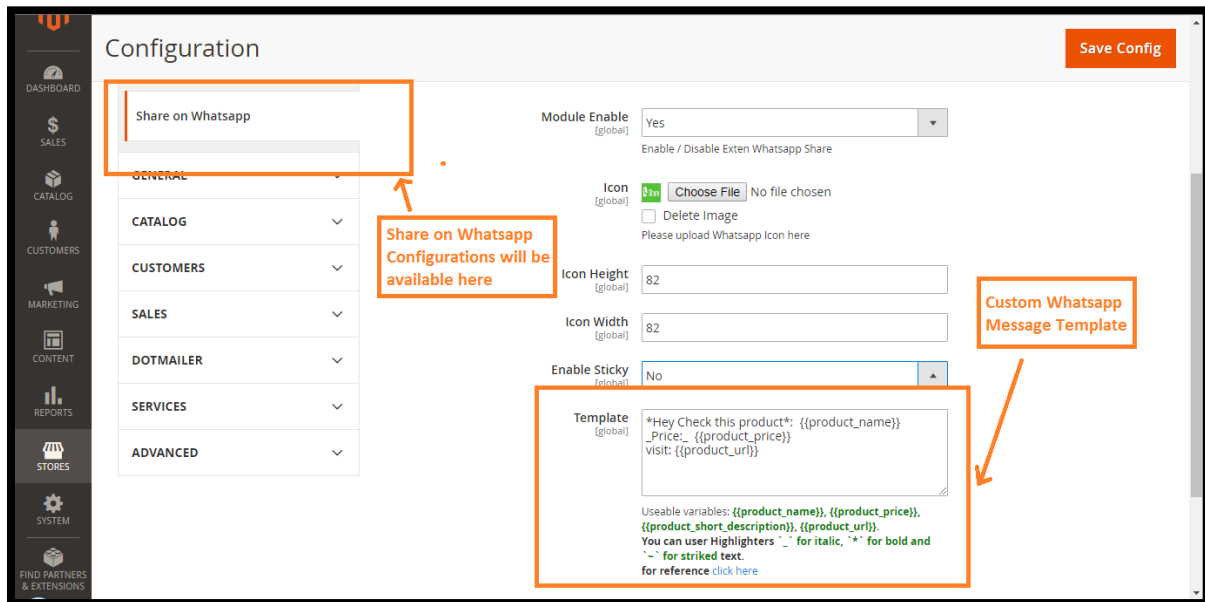 Configuration
Save Config
DASHBOARD
$
SALES
CATALOG
CUSTOMERS
MARKETING
CONTENT
REPORTS
STORES
SYSTEM
FIND PARTNERS
& EXTENSIONS
Share on Whatsapp
GENERAL
CATALOG
CUSTOMERS
SALES
DOTMAILER
SERVICES
ADVANCED
Share on Whatsapp
Configurations will be
available here
Module Enable
[global]
Yes
Enable / Disable Exten Whatsapp Share
Icon
[global]
Choose File No file chosen
Delete Image
Please upload Whatsapp Icon here
Icon Height
[global]
82
Icon Width
[global]
82
Enable Sticky
[global]
No
Template
[global]
*Hey Check this product*: {{product_name}}
_Price:_ {{product_price}}
visit: {{product_url}}
Useable variables: {{product_name}}, {{product_price}},
{{product_short_description}}, {{product_url}}.
You can user Highlighters `_` for italic, `*` for bold and
`~` for striked text.
for reference click here
Custom Whatsapp
Message Template